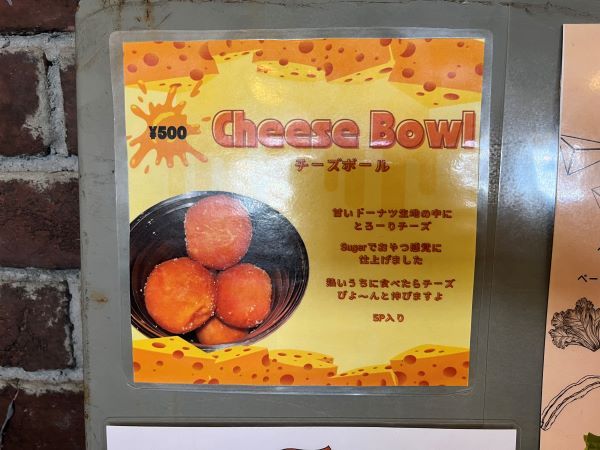 ¥500
Cheese Bowl
チーズボール
甘いドーナツ生地の中に
とろーりチーズ
Sugerでおやつ感覚に
仕上げました
熱いうちに食べたらチーズ
びよ〜んと伸びますよ
5P入り
ベー